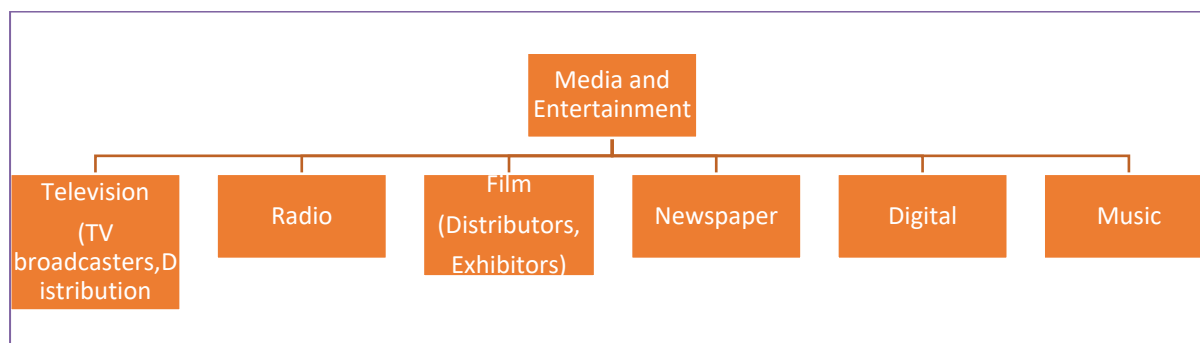 Media and
Entertainment
Television
(TV
broadcasters,D
istribution
Radio
Film
(Distributors,
Exhibitors)
Newspaper
Digital
Music